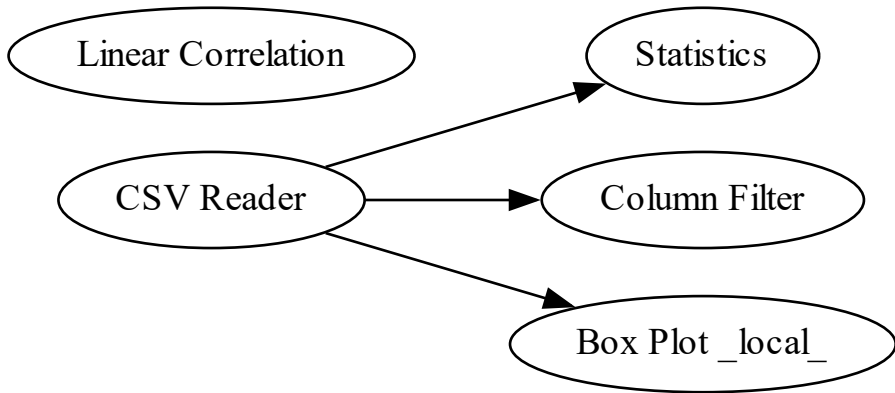 Linear Correlation
Statistics
CSV Reader
Column Filter
Box Plot _local_